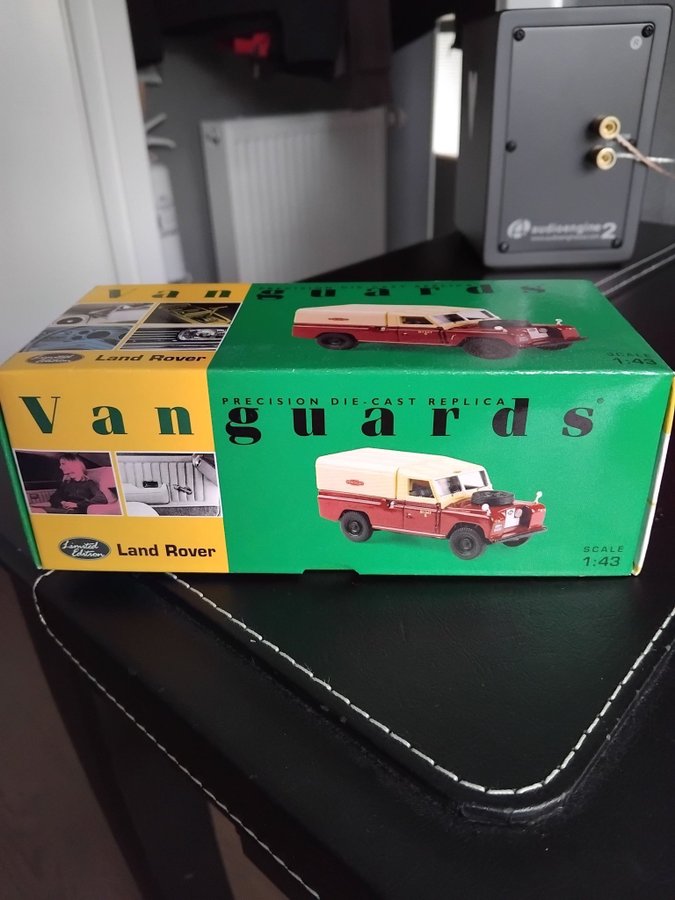 audioengine 2
Vanguards
Land Rover
SCALE
1:43
PRECISION DIE-CAST REPLICA
Vanguards
Limited
Edition
Land Rover
SCALE
1:43